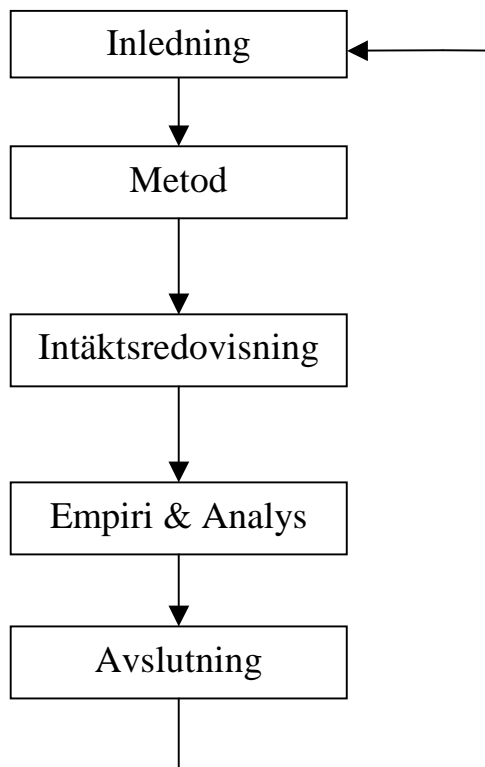 Inledning
Metod
Intäktsredovisning
Empiri & Analys
Avslutning